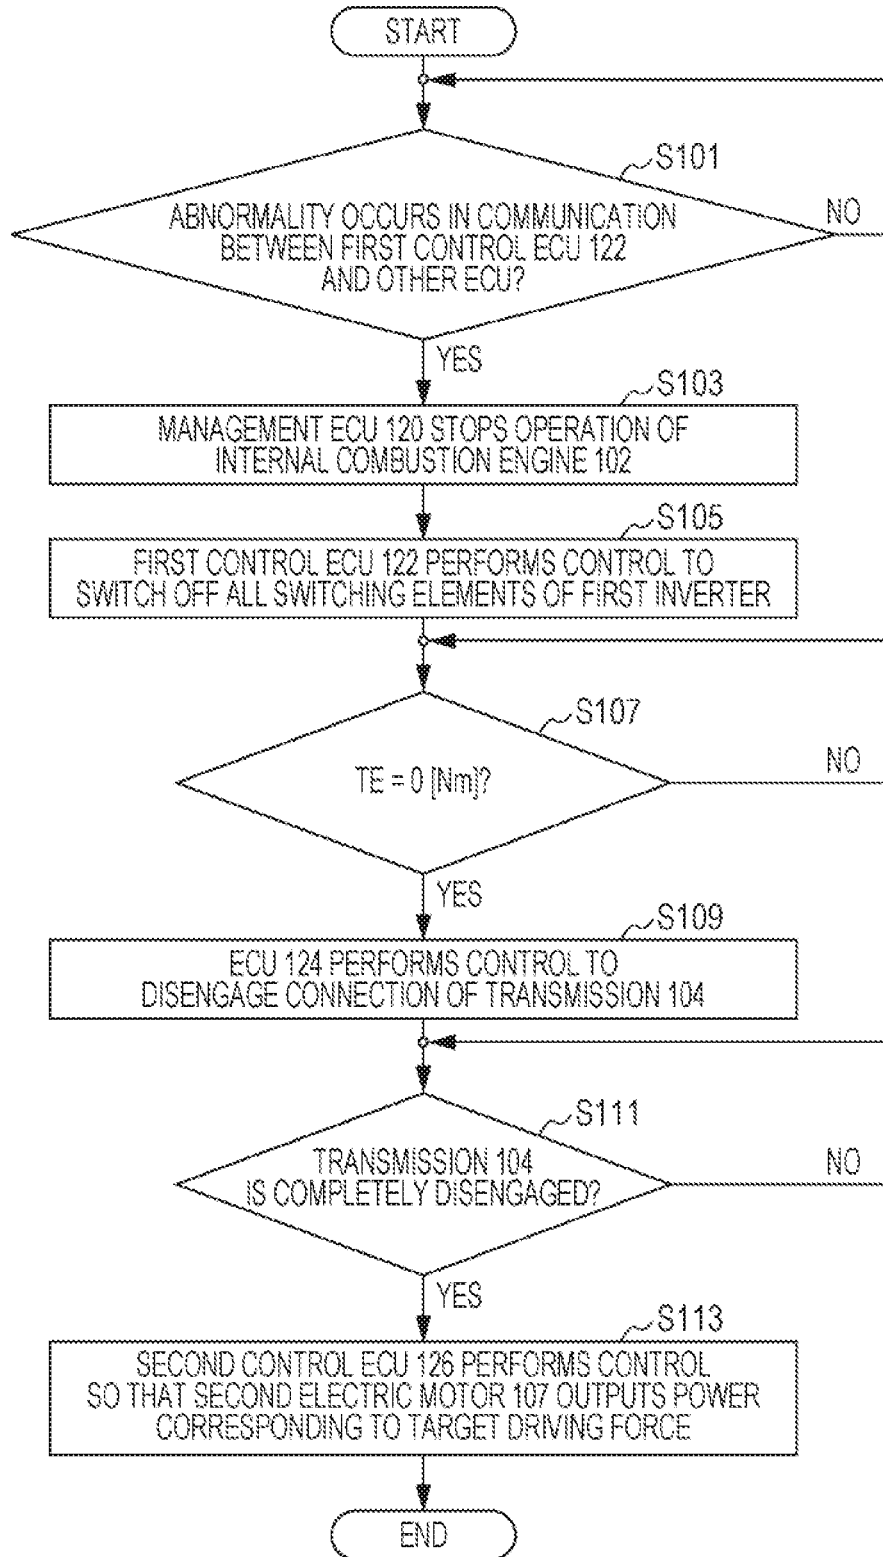 START
S101
ABNORMALITY OCCURS IN COMMUNICATION
BETWEEN FIRST CONTROL ECU 122
AND OTHER ECU?
NO
YES
S103
MANAGEMENT ECU 120 STOPS OPERATION OF
INTERNAL COMBUSTION ENGINE 102
S105
FIRST CONTROL ECU 122 PERFORMS CONTROL TO
SWITCH OFF ALL SWITCHING ELEMENTS OF FIRST INVERTER
S107
TE = 0 [Nm]?
NO
YES
S109
ECU 124 PERFORMS CONTROL TO
DISENGAGE CONNECTION OF TRANSMISSION 104
S111
TRANSMISSION 104
IS COMPLETELY DISENGAGED?
NO
YES
S113
SECOND CONTROL ECU 126 PERFORMS CONTROL
SO THAT SECOND ELECTRIC MOTOR 107 OUTPUTS POWER
CORRESPONDING TO TARGET DRIVING FORCE
END